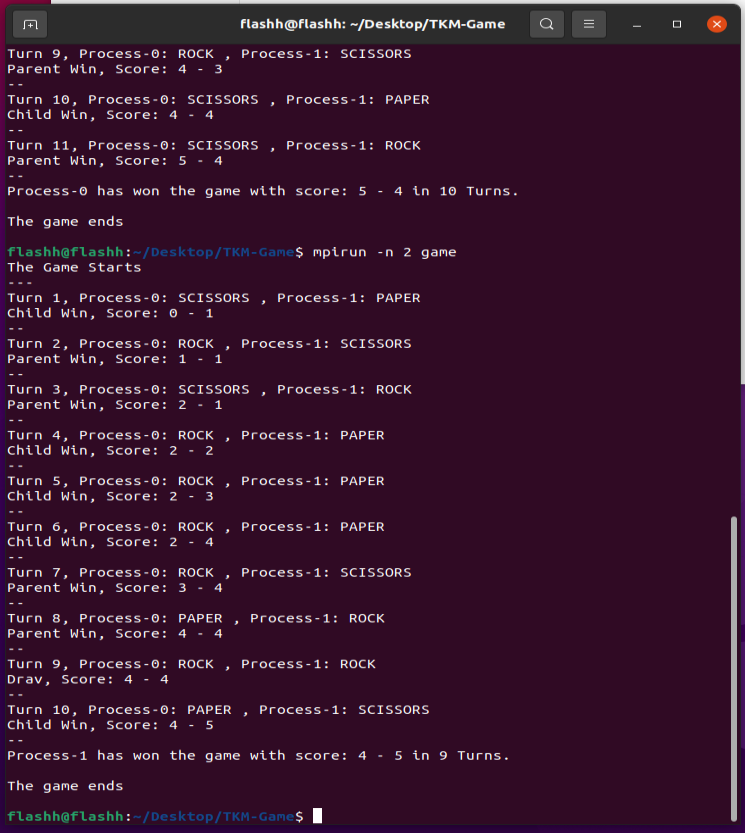 flashh@flashh: ~/Desktop/TKM-Game
Turn 9, Process-0: ROCK , Process-1: SCISSORS
Parent Win, Score: 4 - 3
--
Turn 10, Process-0: SCISSORS , Process-1: PAPER
Child Win, Score: 4 - 4
--
Turn 11, Process-0: SCISSORS , Process-1: ROCK
Parent Win, Score: 5 - 4
--
Process-0 has won the game with score: 5 - 4 in 10 Turns.
The game ends
flashh@flashh:~/Desktop/TKM-Game$ mpirun -n 2 game
The Game Starts
---
Turn 1, Process-0: SCISSORS , Process-1: PAPER
Child Win, Score: 0 - 1
--
Turn 2, Process-0: ROCK , Process-1: SCISSORS
Parent Win, Score: 1 - 1
--
Turn 3, Process-0: SCISSORS , Process-1: ROCK
Parent Win, Score: 2 - 1
--
Turn 4, Process-0: ROCK , Process-1: PAPER
Child Win, Score: 2 - 2
--
Turn 5, Process-0: ROCK , Process-1: PAPER
Child Win, Score: 2 - 3
--
Turn 6, Process-0: ROCK , Process-1: PAPER
Child Win, Score: 2 - 4
--
Turn 7, Process-0: ROCK , Process-1: SCISSORS
Parent Win, Score: 3 - 4
--
Turn 8, Process-0: PAPER , Process-1: ROCK
Parent Win, Score: 4 - 4
--
Turn 9, Process-0: ROCK , Process-1: ROCK
Drav, Score: 4 - 4
--
Turn 10, Process-0: PAPER , Process-1: SCISSORS
Child Win, Score: 4 - 5
--
Process-1 has won the game with score: 4 - 5 in 9 Turns.
The game ends
flashh@flashh:~/Desktop/TKM-Game$